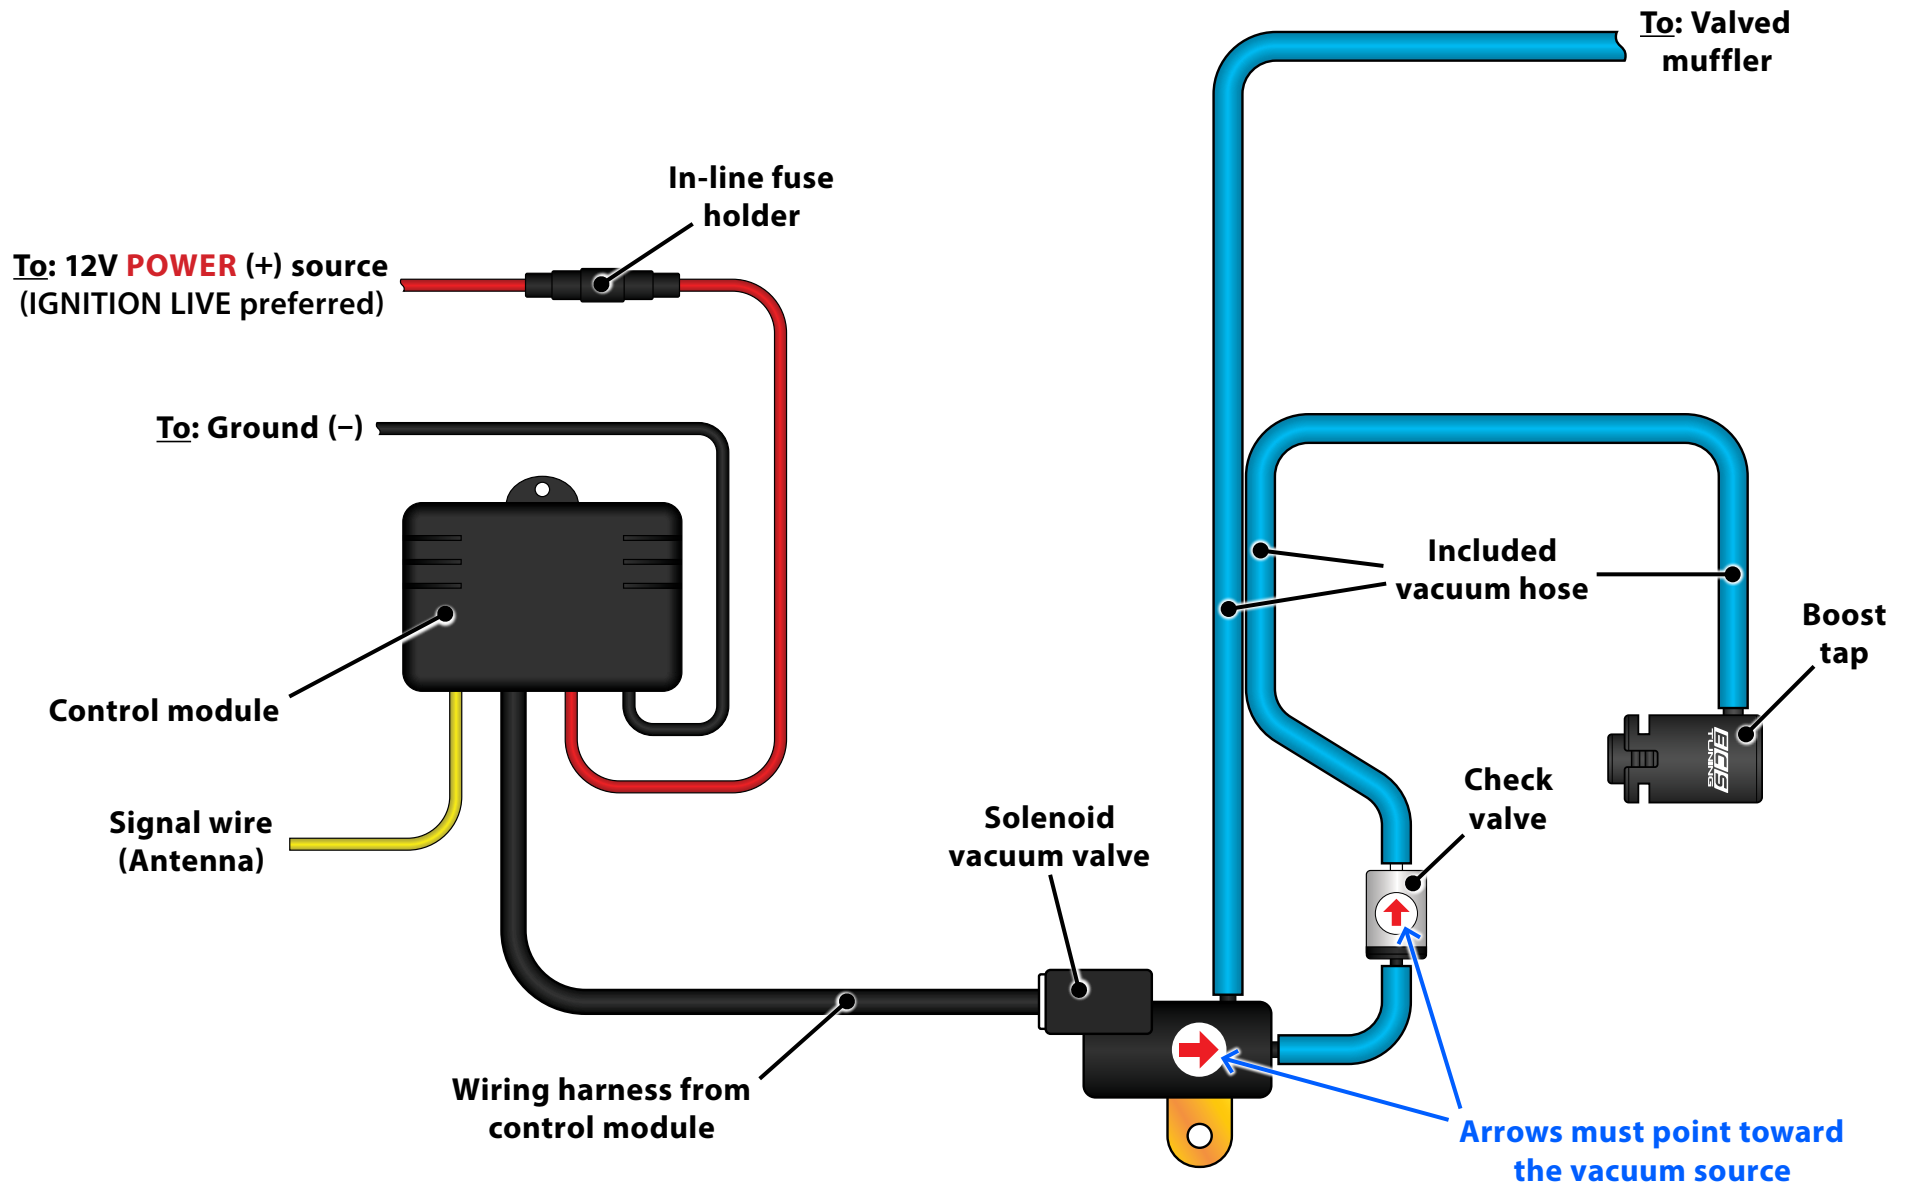 To: Valved
muffler
In-line fuse
holder
To: 12V POWER (+) source
(IGNITION LIVE preferred)
To: Ground (–)
Included
vacuum hose
Boost
tap
BCS
TUNING
Control module
Check
valve
Signal wire
(Antenna)
Solenoid
vacuum valve
Wiring harness from
control module
Arrows must point toward
the vacuum source